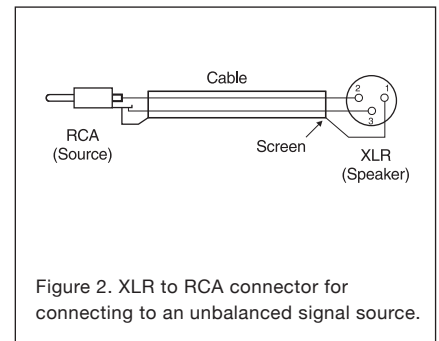 Cable
2
1
3
RCA
(Source)
Screen
XLR
(Speaker)
Figure 2. XLR to RCA connector for
connecting to an unbalanced signal source.